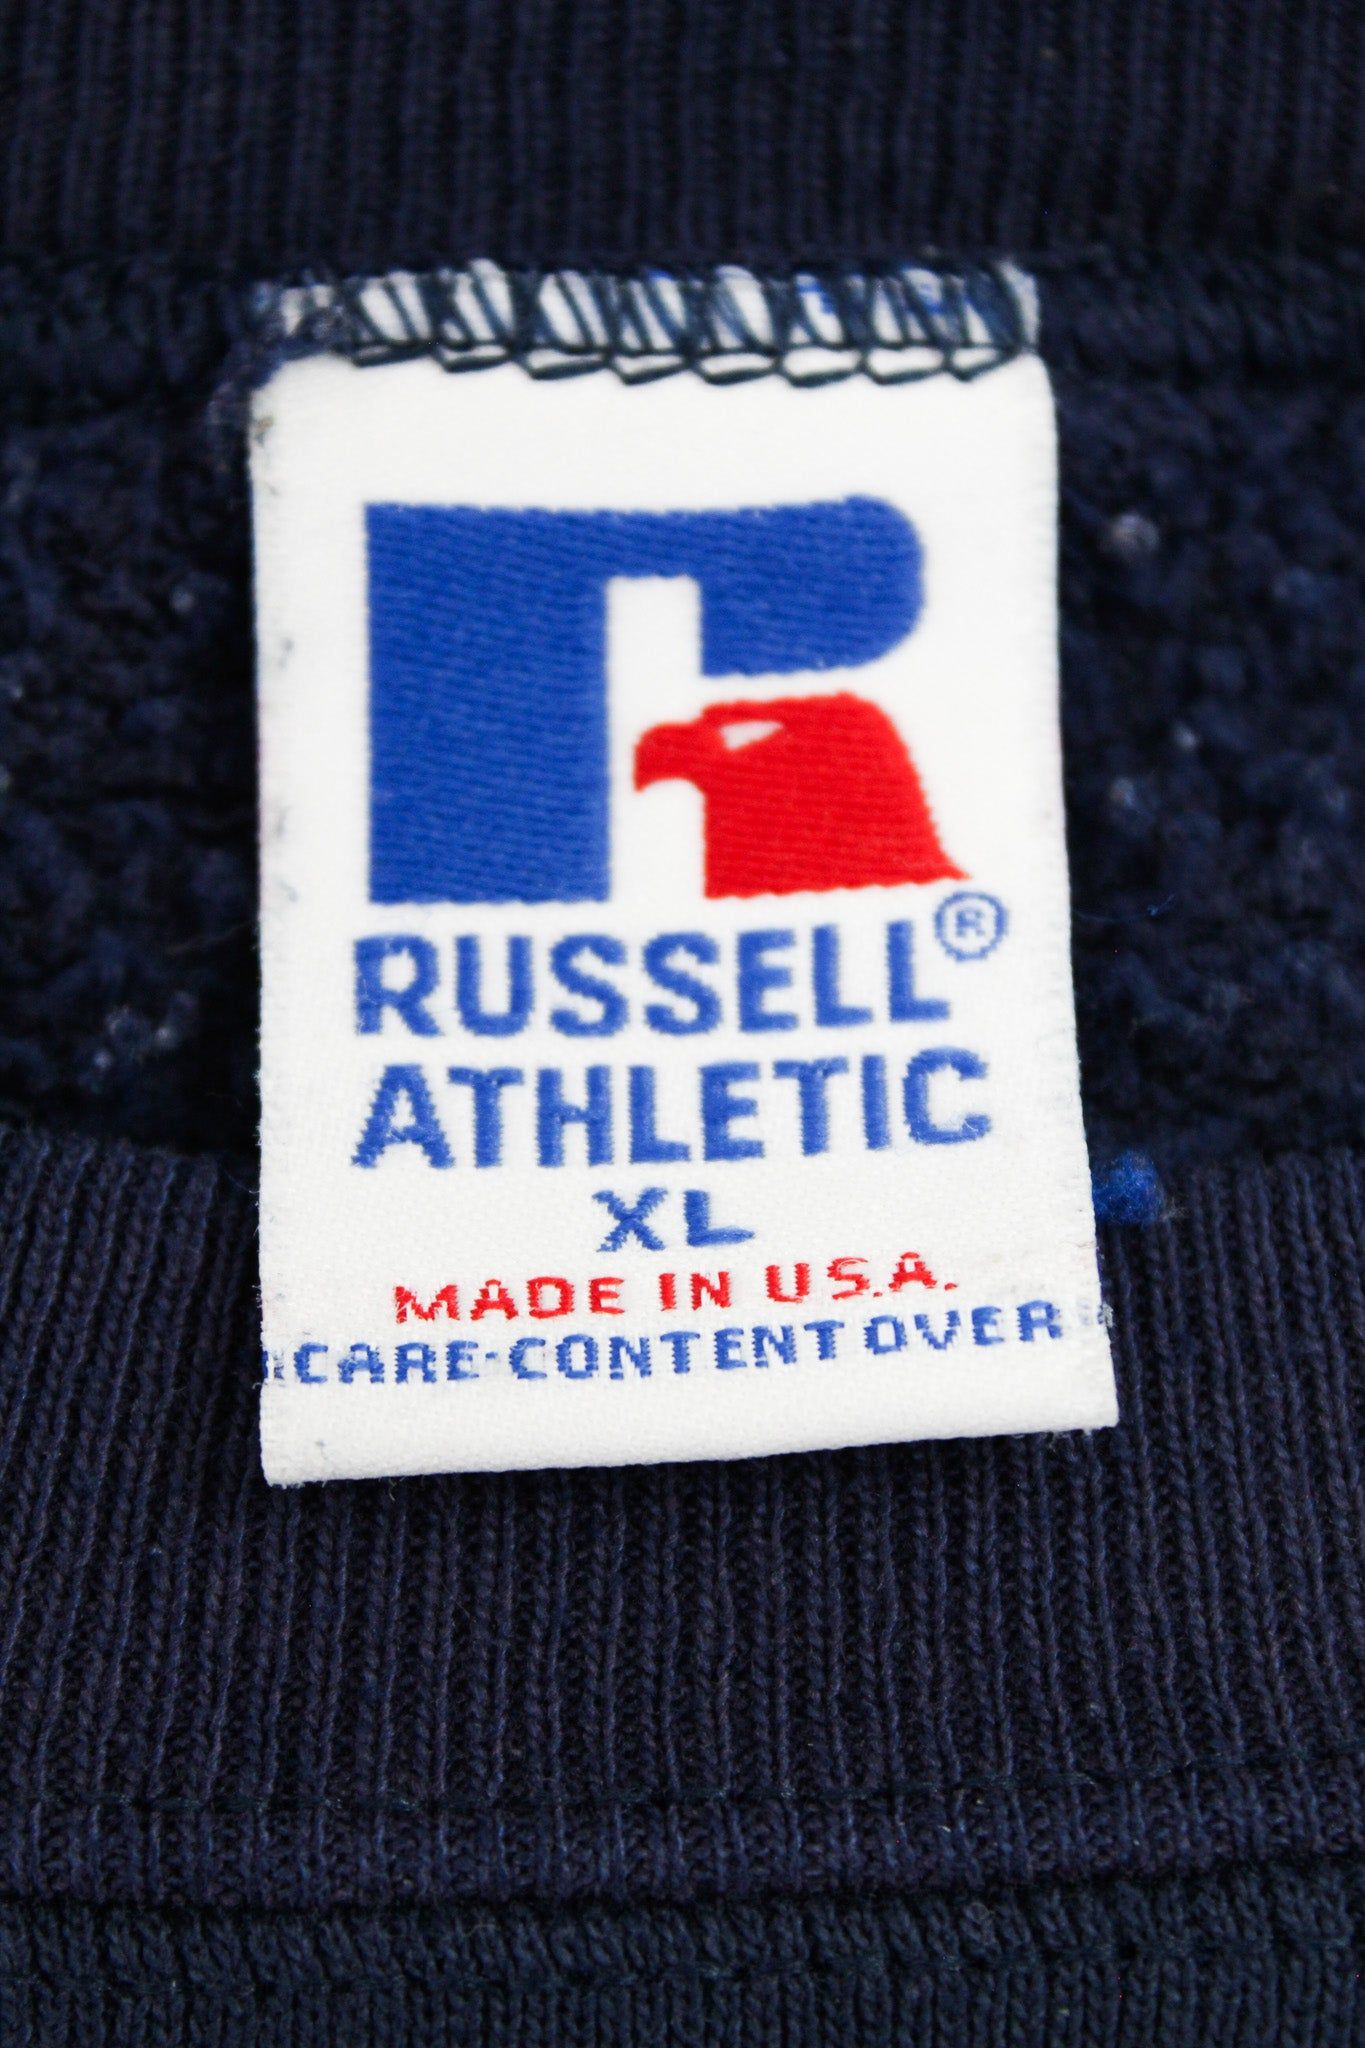 RUSSELL®
ATHLETIC
XL
MADE IN U.S.A.
CARE-CONTENT OVER